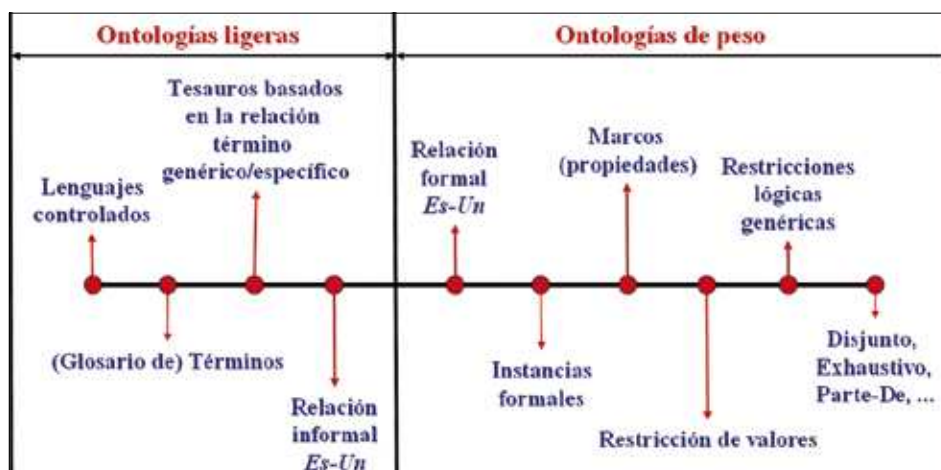 Ontologías ligeras
Ontologías de peso
Lenguajes
controlados
(Glosario de) Términos
Tesauros basados
en la relación
término
genérico/específico
Relación
informal
Es-Un
Relación
formal
Es-Un
Instancias
formales
Marcos
(propiedades)
Restricción de valores
Restricciones
lógicas
genéricas
Disjunto,
Exhaustivo,
Parte-De, ...